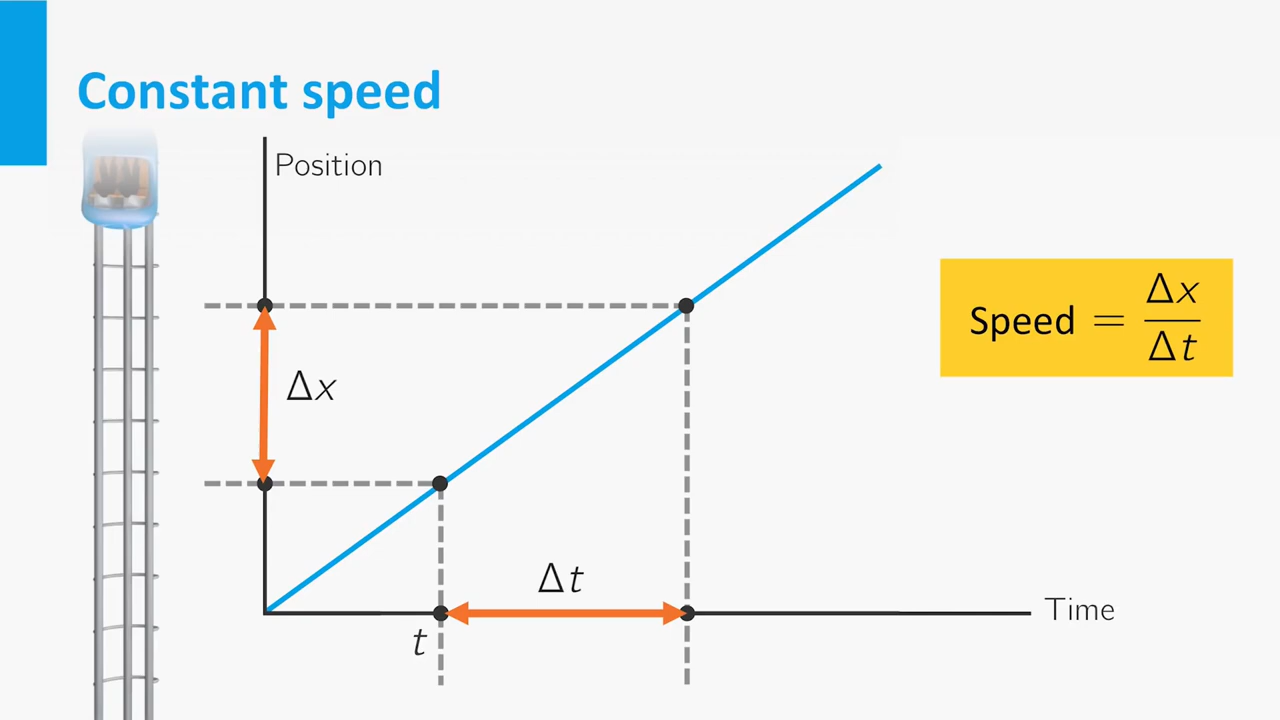 Constant speed
Position
Speed = Δx/Δt
Δx
Δt
Time
t